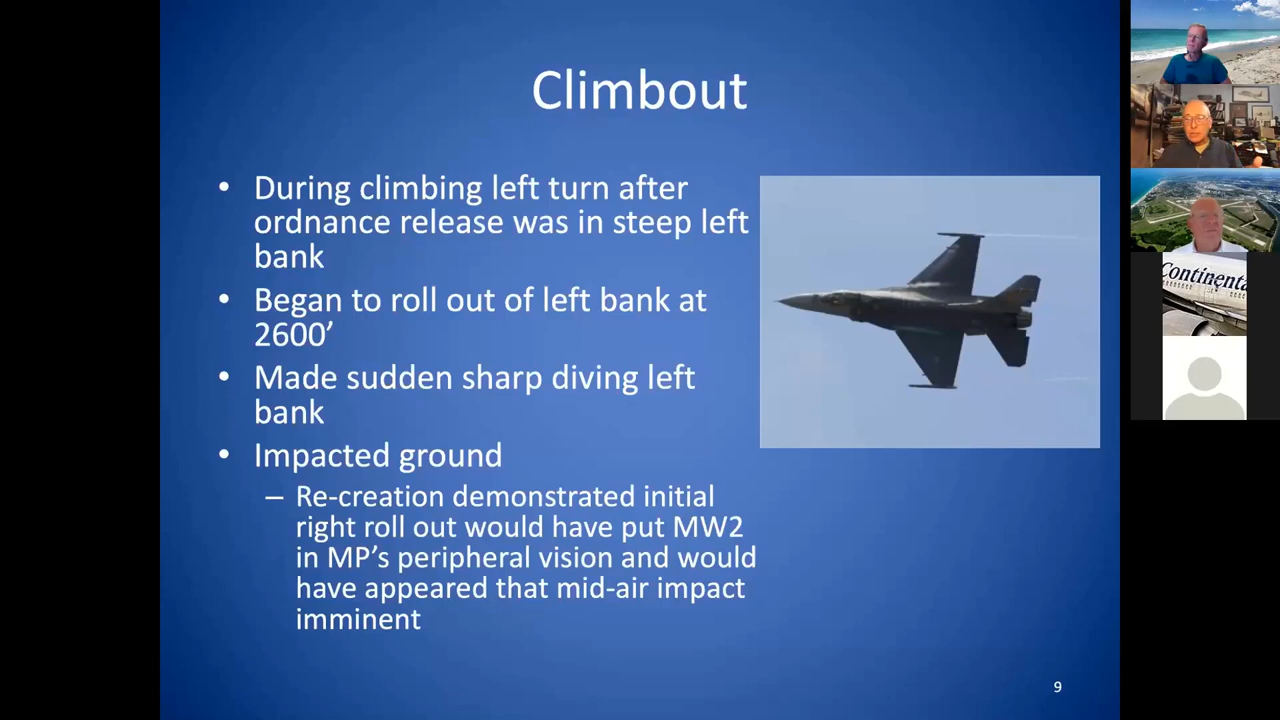 Climbout
• During climbing left turn after
ordnance release was in steep left
bank
• Began to roll out of left bank at
2600’
• Made sudden sharp diving left
bank
• Impacted ground
– Re-creation demonstrated initial
right roll out would have put MW2
in MP’s peripheral vision and would
have appeared that mid-air impact
imminent
9
Continenta